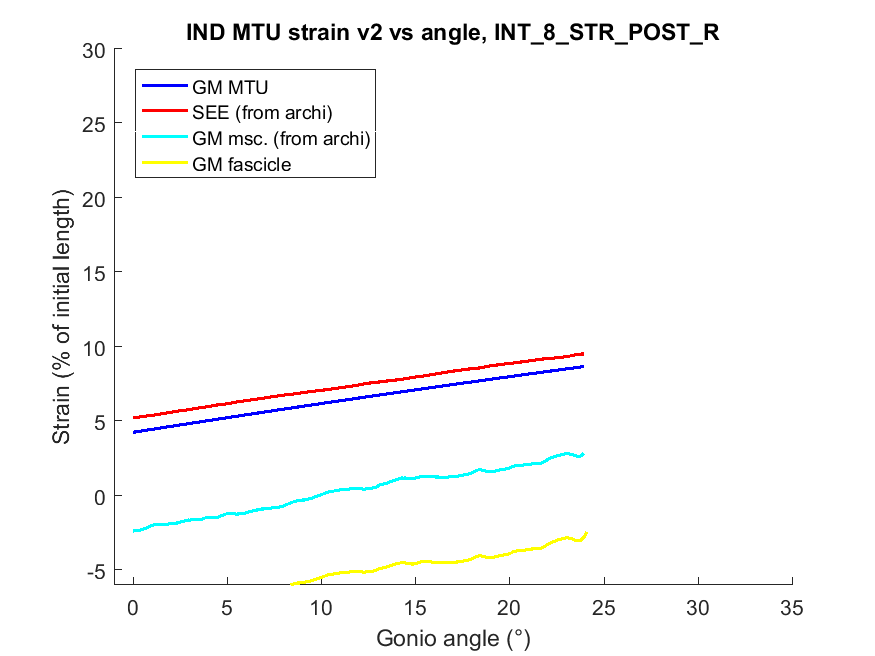 IND MTU strain v2 vs angle, INT_8_STR_POST_R
30
25
20
15
10
5
0
-5
Strain (% of initial length)
GM MTU
SEE (from archi)
GM msc. (from archi)
GM fascicle
0 5 10 15 20 25 30 35
Gonio angle (°)